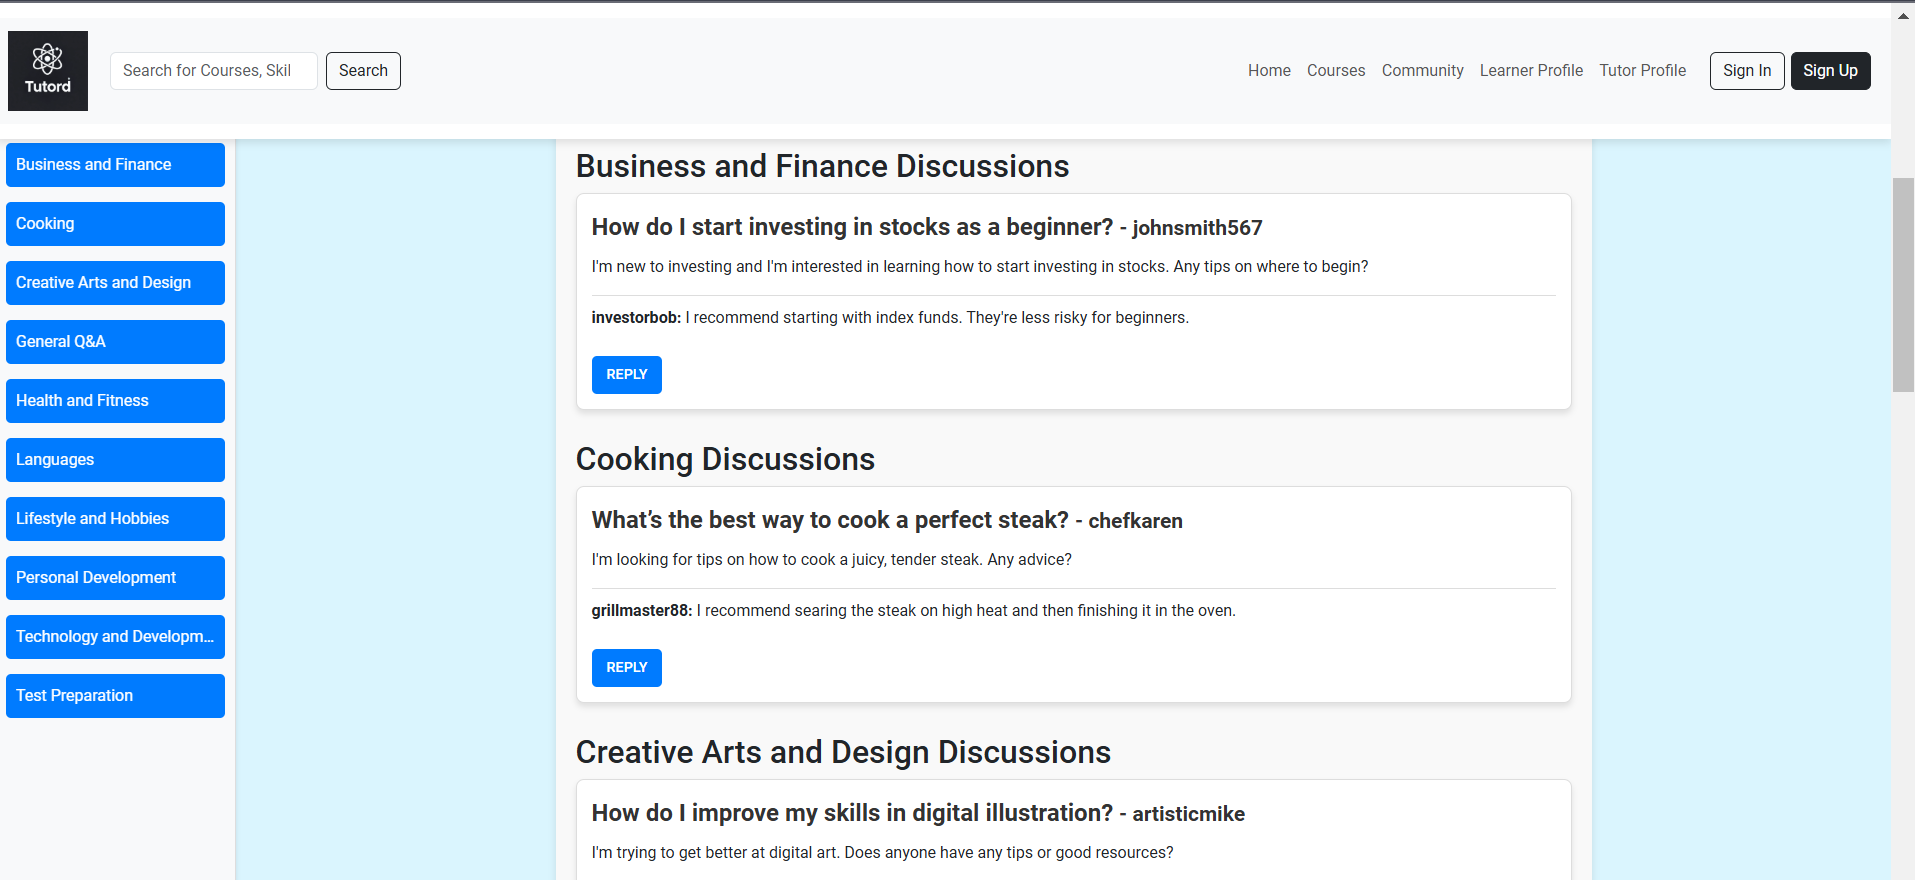 Tutord
Search for Courses, Skil
Search
Home
Courses
Community
Learner Profile
Tutor Profile
Sign In
Sign Up
Business and Finance
Cooking
Creative Arts and Design
General Q&A
Health and Fitness
Languages
Lifestyle and Hobbies
Personal Development
Technology and Developm...
Test Preparation
Business and Finance Discussions
How do I start investing in stocks as a beginner? - johnsmith567
I'm new to investing and I'm interested in learning how to start investing in stocks. Any tips on where to begin?
investorbob: I recommend starting with index funds. They're less risky for beginners.
REPLY
Cooking Discussions
What’s the best way to cook a perfect steak? - chefkaren
I'm looking for tips on how to cook a juicy, tender steak. Any advice?
grillmaster88: I recommend searing the steak on high heat and then finishing it in the oven.
REPLY
Creative Arts and Design Discussions
How do I improve my skills in digital illustration? - artisticmike
I'm trying to get better at digital art. Does anyone have any tips or good resources?